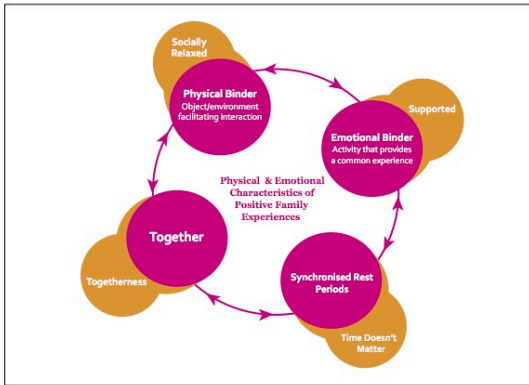 Socially
Relaxed
Physical Binder
Object/environment
facilitating interaction
Supported
Emotional Binder
Activity that provides
a common experience
Physical & Emotional
Characteristics of
Positive Family
Experiences
Together
Togetherness
Synchronised Rest
Periods
Time Doesn't
Matter